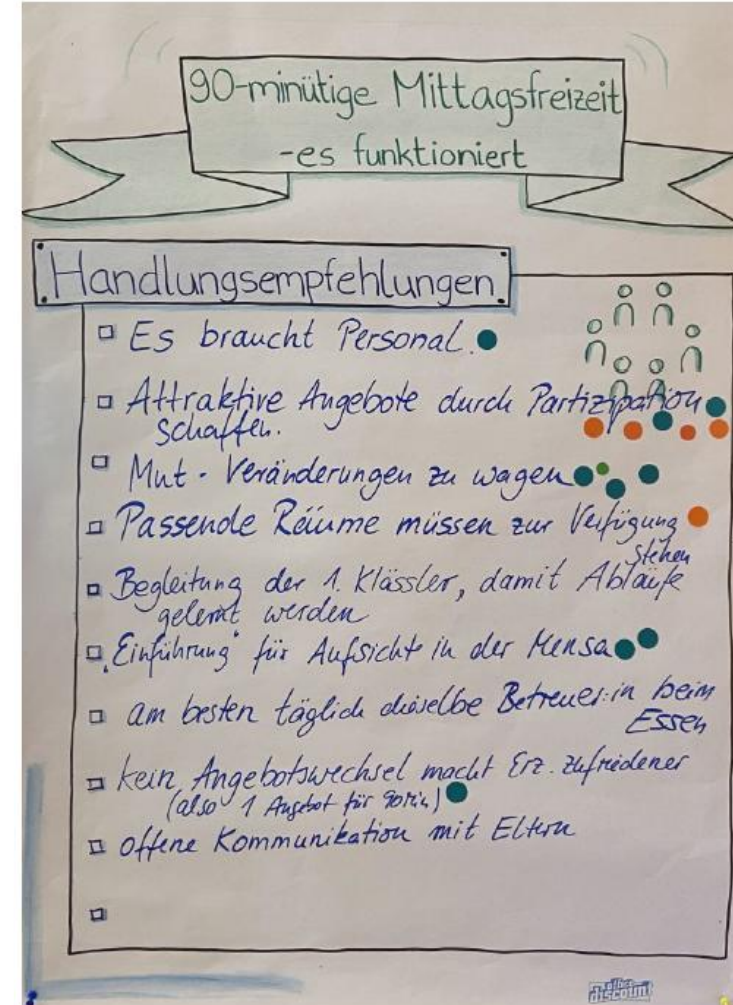 90-minütige Mittagsfreizeit
-es funktioniert
Handlungsempfehlungen
Es braucht Personal.
Attraktive Angebote durch Partizipation
schaffen.
Mut - Veränderungen zu wagen
Passende Räume müssen zur Verfügung
stehen
Begleitung der 1. Klässler, damit Abläufe
gelernt werden
"Einführung" für Aufsicht in der Mensa
am besten täglich dieselbe Betreuer:in beim
Essen
kein Angebotswechsel macht Erz. zufriedener
(also 1 Angebot für 90min)
offene Kommunikation mit Eltern
office
discount